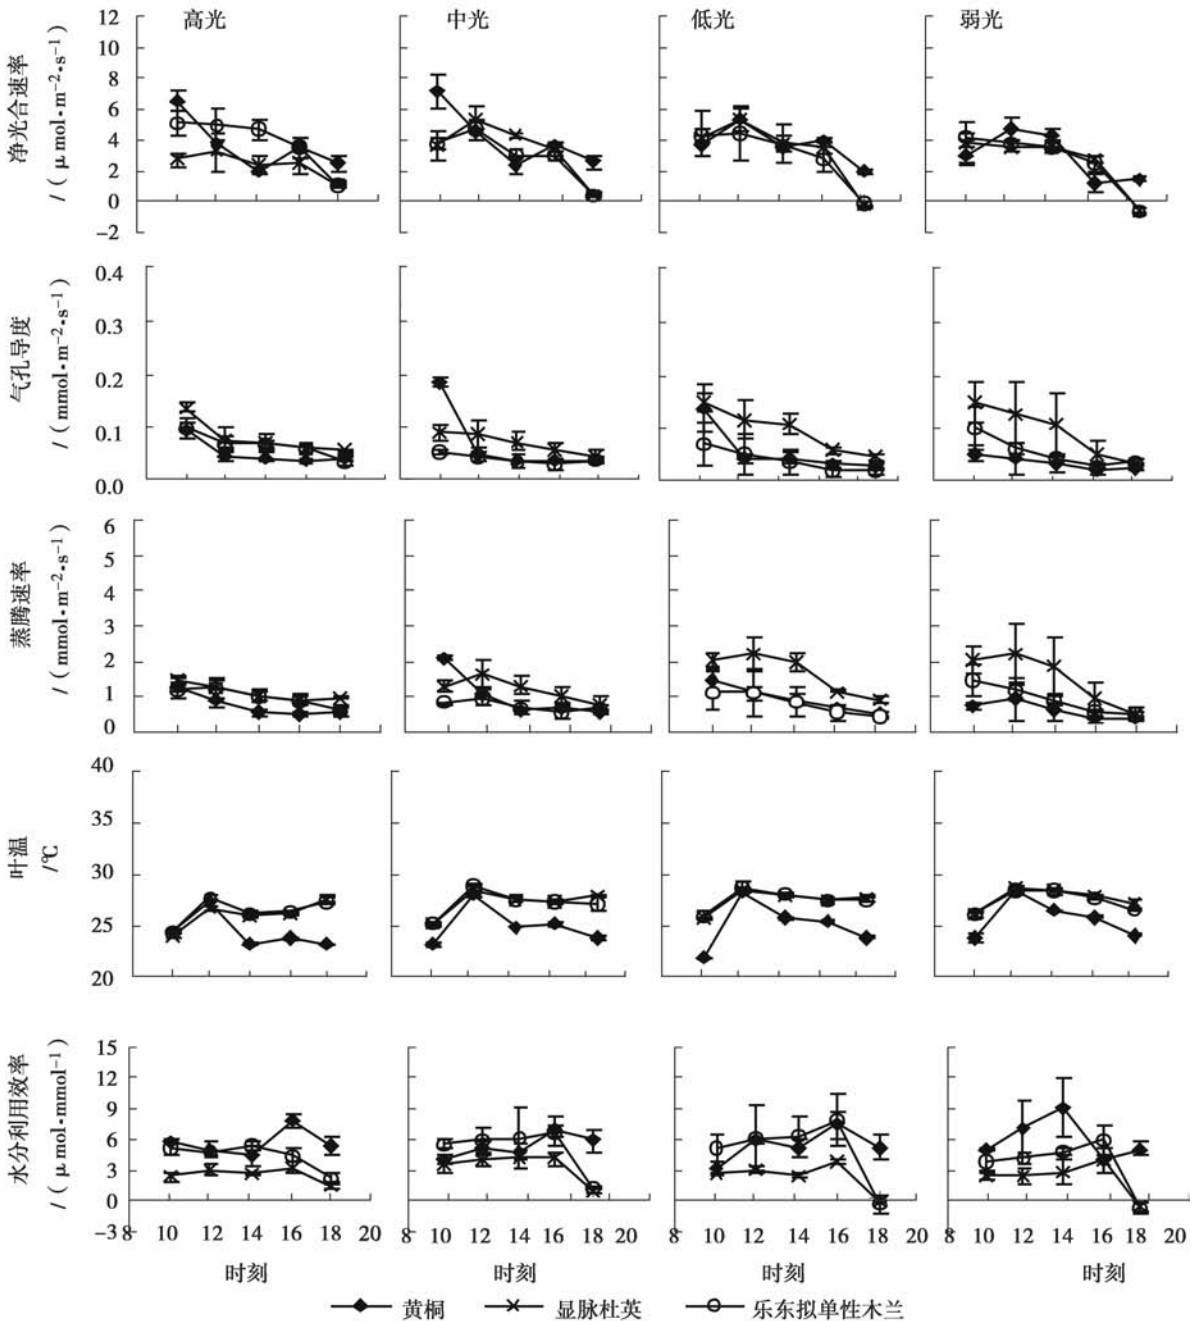 高光 中光 低光 弱光
净光合速率
/（μmol•m⁻²•s⁻¹）
12
10
8
6
4
2
0
−2
气孔导度
/（mmol•m⁻²•s⁻¹）
0.4
0.3
0.2
0.1
0.0
蒸腾速率
/（mmol•m⁻²•s⁻¹）
6
5
4
3
2
1
0
叶温
/℃
40
35
30
25
20
水分利用效率
/（μmol•mmol⁻¹）
15
12
9
6
3
0
−3
8 10 12 14 16 18 20 8 10 12 14 16 18 20 8 10 12 14 16 18 20 8 10 12 14 16 18 20
时刻 时刻 时刻 时刻
黄桐 显脉杜英 乐东拟单性木兰